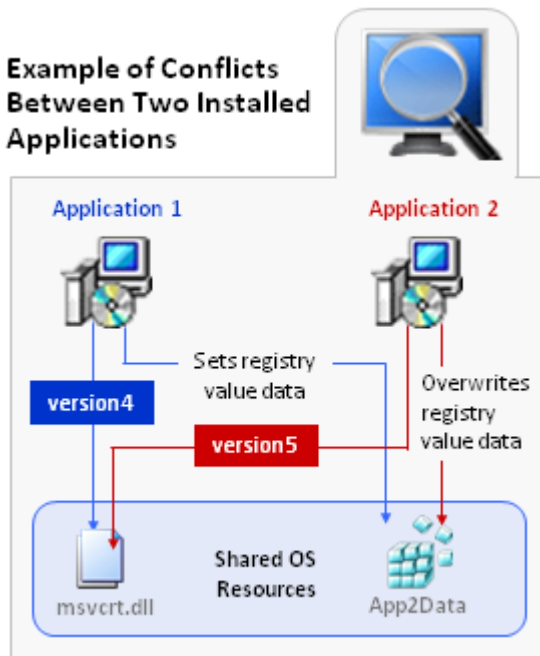 Example of Conflicts
Between Two Installed
Applications
Application 1
Application 2
Sets registry
value data
version4
Overwrites
registry
value data
version5
Shared OS
Resources
msvcrt.dll
App2Data